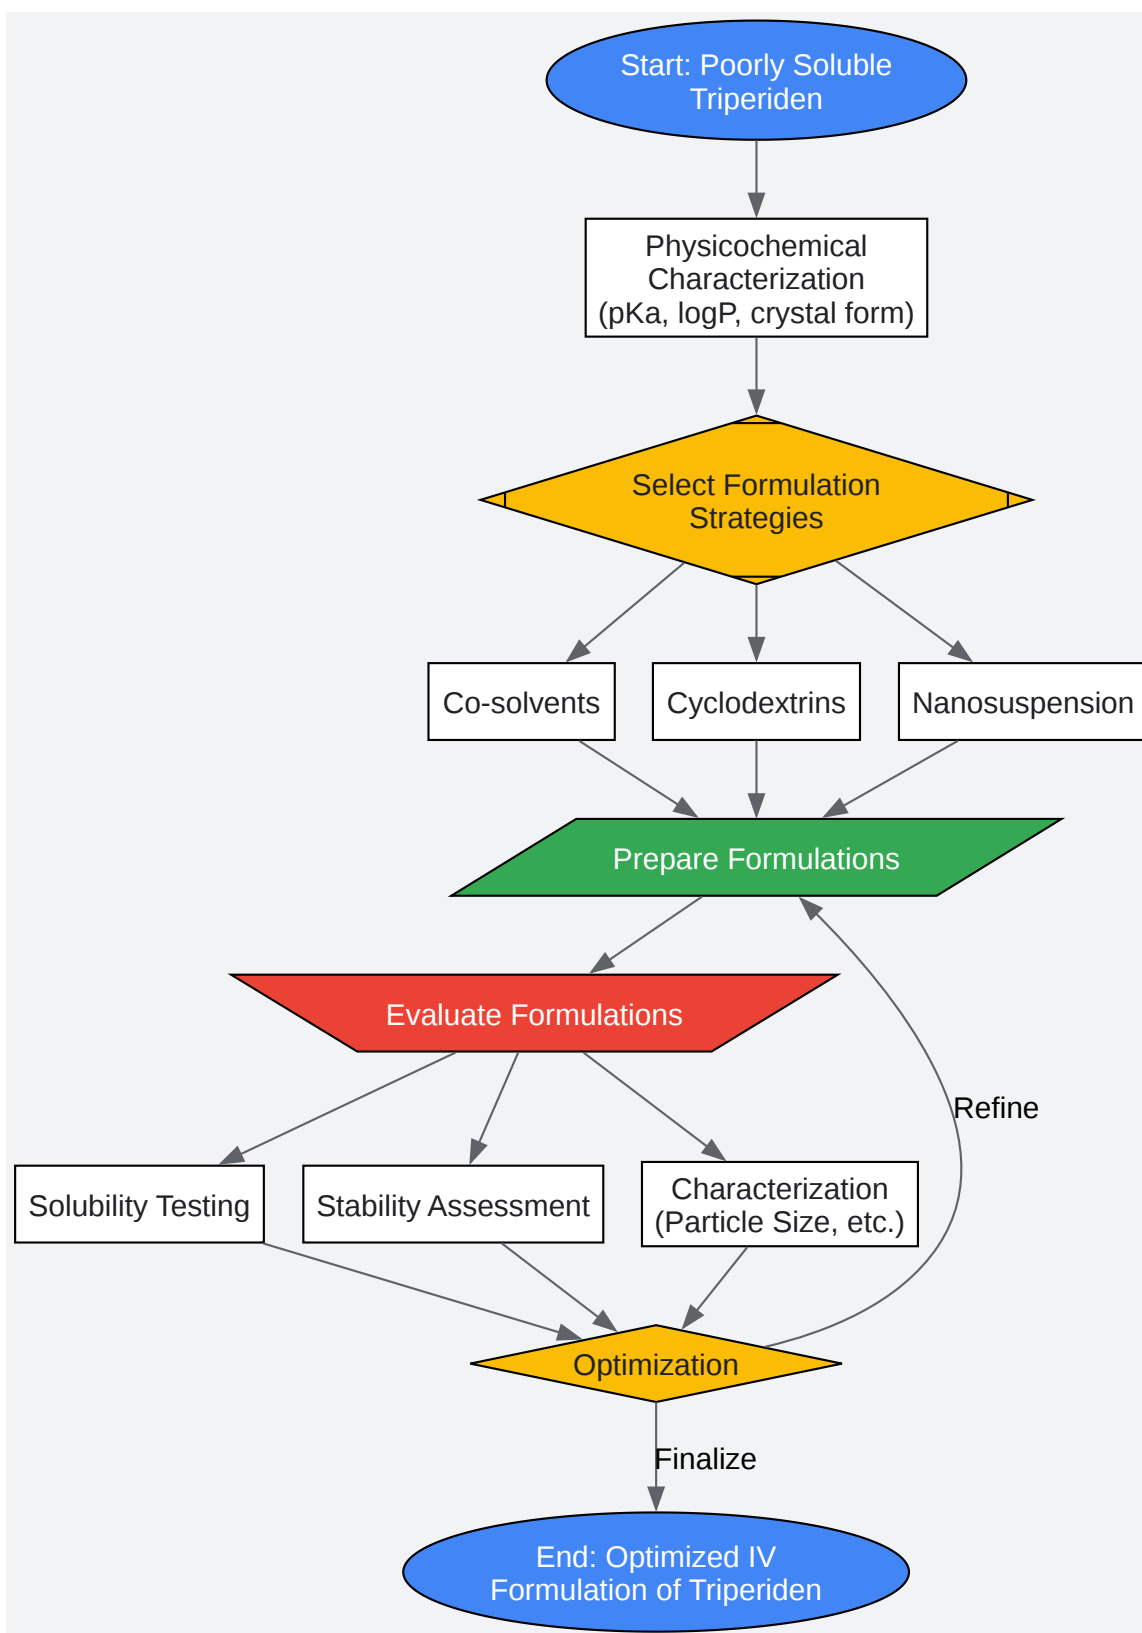 Start: Poorly Soluble
Triperiden
Physicochemical
Characterization
(pKa, logP, crystal form)
Select Formulation
Strategies
Co-solvents
Cyclodextrins
Nanosuspension
Prepare Formulations
Evaluate Formulations
Refine
Solubility Testing
Stability Assessment
Characterization
(Particle Size, etc.)
Optimization
Finalize
End: Optimized IV
Formulation of Triperiden